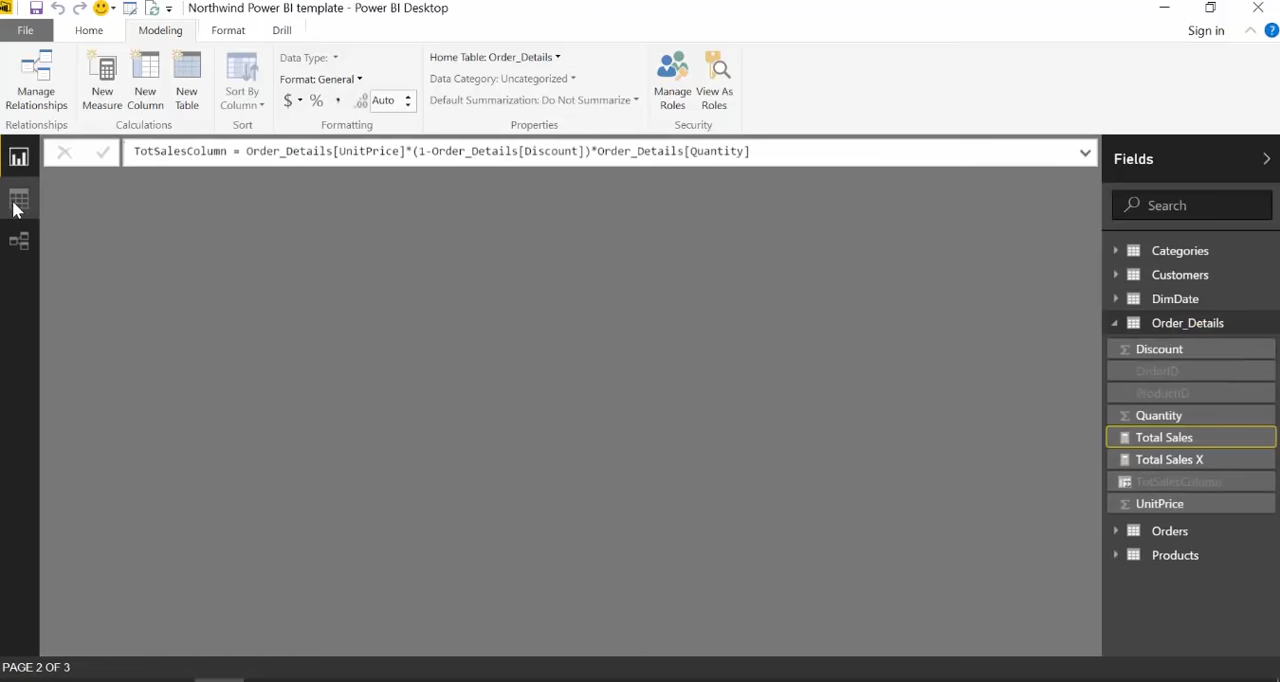 Northwind Power BI template - Power BI Desktop
File Home Modeling Format Drill Sign in
Manage Relationships
New Measure
New Column
New Table
Sort By Column
Data Type:
Format: General
$ % , .00 Auto
Home Table: Order_Details
Data Category: Uncategorized
Default Summarization: Do Not Summarize
Manage Roles
View As Roles
Relationships Calculations Sort Formatting Properties Security
TotSalesColumn = Order_Details[UnitPrice]*(1-Order_Details[Discount])*Order_Details[Quantity]
Fields
Search
Categories
Customers
DimDate
Order_Details
Discount
OrderID
ProductID
Quantity
Total Sales
Total Sales X
TotSalesColumn
UnitPrice
Orders
Products
PAGE 2 OF 3